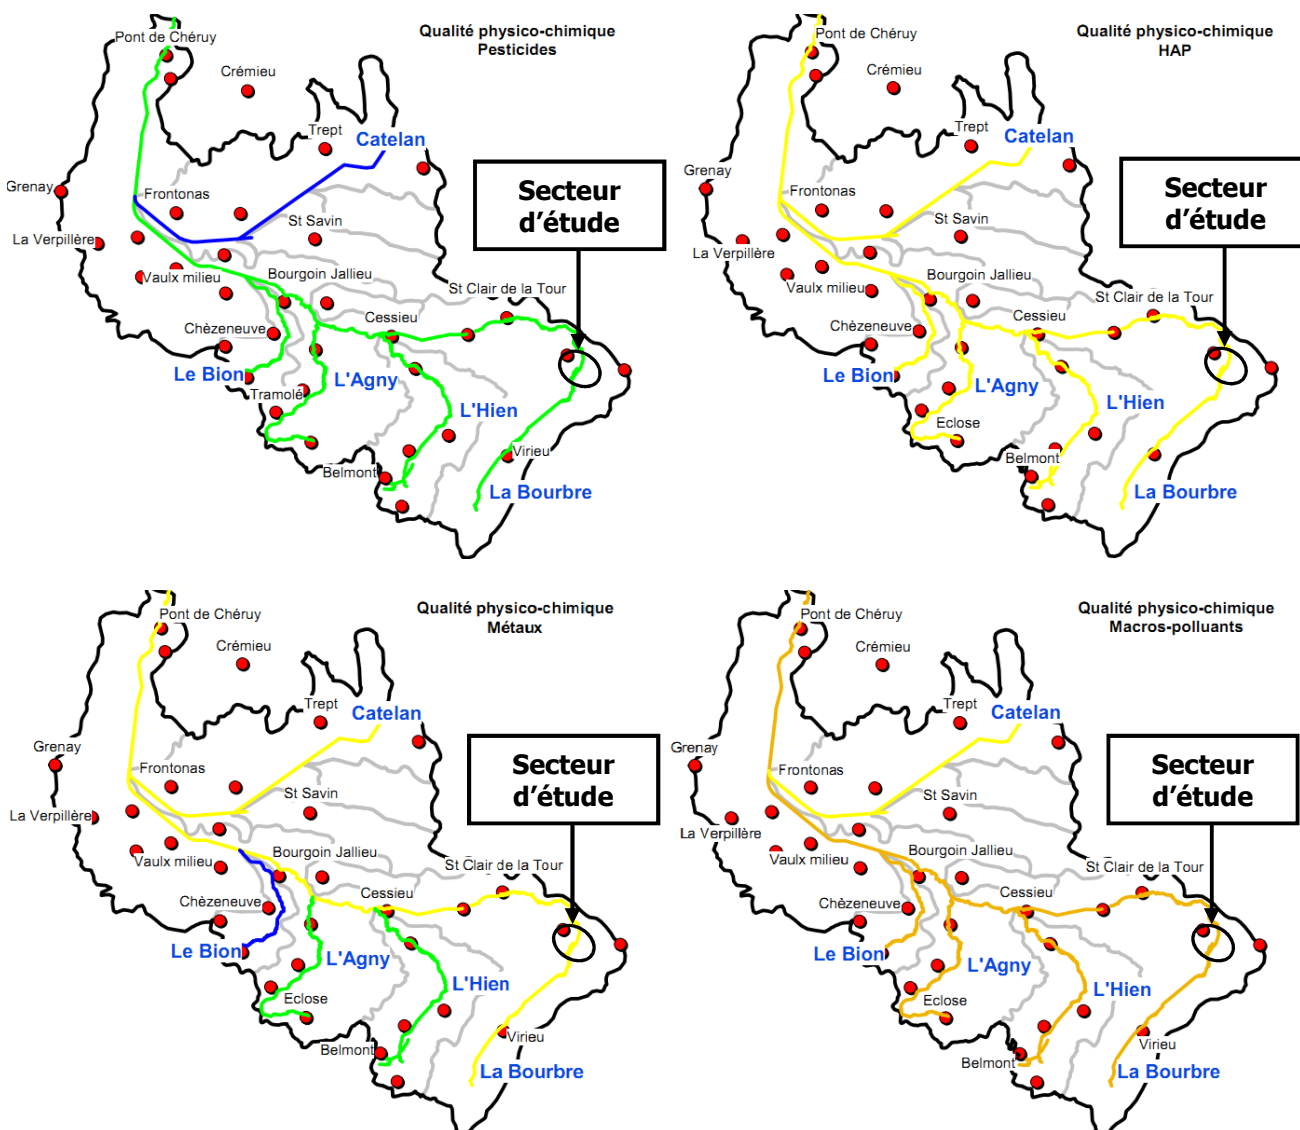 Qualité physico-chimique
Pesticides
Pont de Chéruy
Crémieu
Trept
Catelan
Grenay
Frontonas
Secteur
d'étude
St Savin
La Verpillère
Bourgoin Jallieu
Vaulx milieu
St Clair de la Tour
Chèzeneuve
Cessieu
Le Bion
L'Agny
Tramolé
L'Hien
Virieu
Belmont
La Bourbre
Qualité physico-chimique
HAP
Pont de Chéruy
Crémieu
Trept
Catelan
Grenay
Frontonas
Secteur
d'étude
St Savin
La Verpillère
Bourgoin Jallieu
Vaulx milieu
St Clair de la Tour
Chèzeneuve
Cessieu
Le Bion
L'Agny
L'Hien
Eclose
Belmont
La Bourbre
Qualité physico-chimique
Métaux
Pont de Chéruy
Crémieu
Trept
Catelan
Grenay
Frontonas
Secteur
d'étude
St Savin
La Verpillère
Bourgoin Jallieu
Vaulx milieu
St Clair de la Tour
Chèzeneuve
Cessieu
Le Bion
L'Agny
L'Hien
Eclose
Virieu
Belmont
La Bourbre
Qualité physico-chimique
Macros-polluants
Pont de Chéruy
Crémieu
Trept
Catelan
Grenay
Frontonas
Secteur
d'étude
St Savin
La Verpillère
Bourgoin Jallieu
Vaulx milieu
St Clair de la Tour
Chèzeneuve
Cessieu
Le Bion
L'Agny
L'Hien
Eclose
Virieu
Belmont
La Bourbre